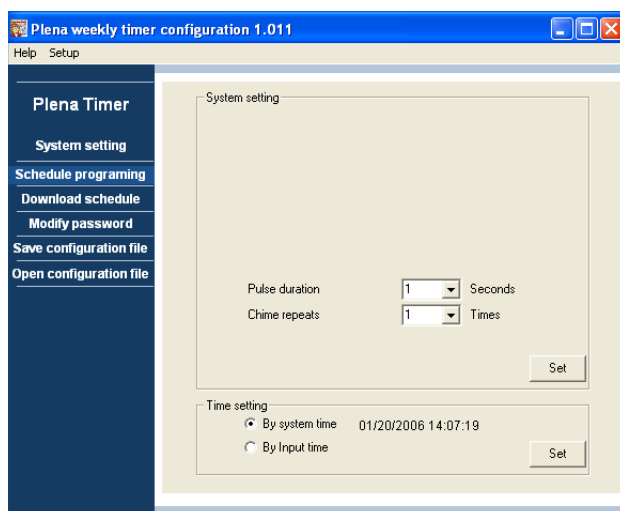 Plena weekly timer configuration 1.011
Help Setup
Plena Timer
System setting
Schedule programing
Download schedule
Modify password
Save configuration file
Open configuration file
System setting
Pulse duration 1 Seconds
Chime repeats 1 Times
Set
Time setting
By system time 01/20/2006 14:07:19
By Input time
Set